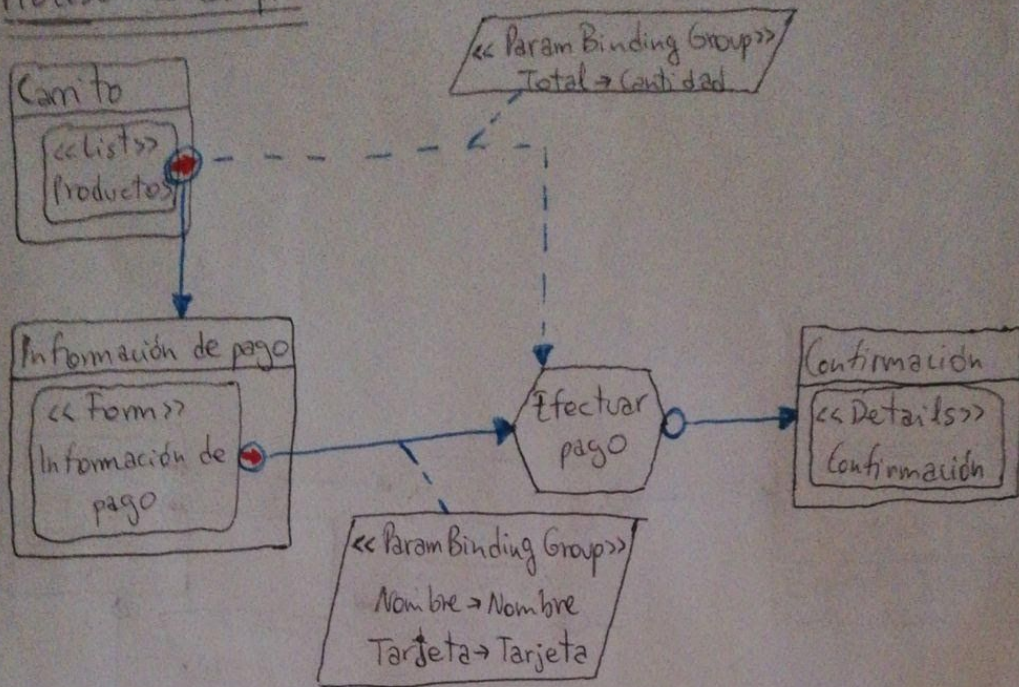 << Param Binding Group>>
Total → Cantidad
Carrito
<<List>>
Productos
Información de pago
<< Form >>
Información de
pago
Efectuar
pago
Confirmación
<<Details>>
Confirmación
<< Param Binding Group>>
Nombre → Nombre
Tarjeta → Tarjeta